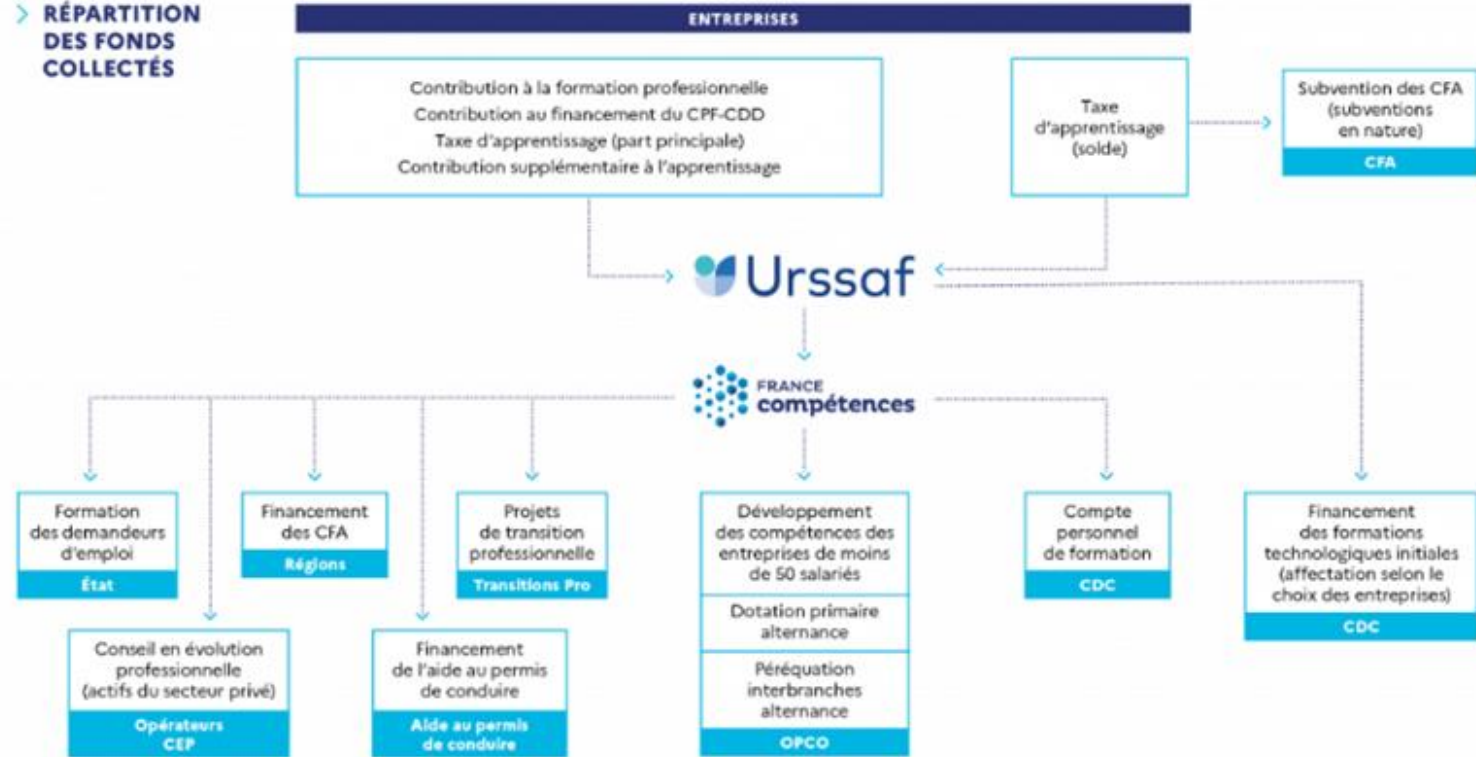 RÉPARTITION
DES FONDS
COLLECTÉS
ENTREPRISES
Contribution à la formation professionnelle
Contribution au financement du CPF-CDD
Taxe d'apprentissage (part principale)
Contribution supplémentaire à l'apprentissage
Taxe
d'apprentissage
(solde)
Subvention des CFA
(subventions
en nature)
CFA
Urssaf
FRANCE
compétences
Formation
des demandeurs
d'emploi
État
Financement
des CFA
Régions
Projets
de transition
professionnelle
Transitions Pro
Développement
des compétences des
entreprises de moins
de 50 salariés
Dotation primaire
alternance
Péréquation
interbranches
alternance
OPCO
Compte
personnel
de formation
CDC
Financement
des formations
technologiques initiales
(affectation selon le
choix des entreprises)
CDC
Conseil en évolution
professionnelle
(actifs du secteur privé)
Opérateurs
CEP
Financement
de l'aide au permis
de conduire
Aide au permis
de conduire